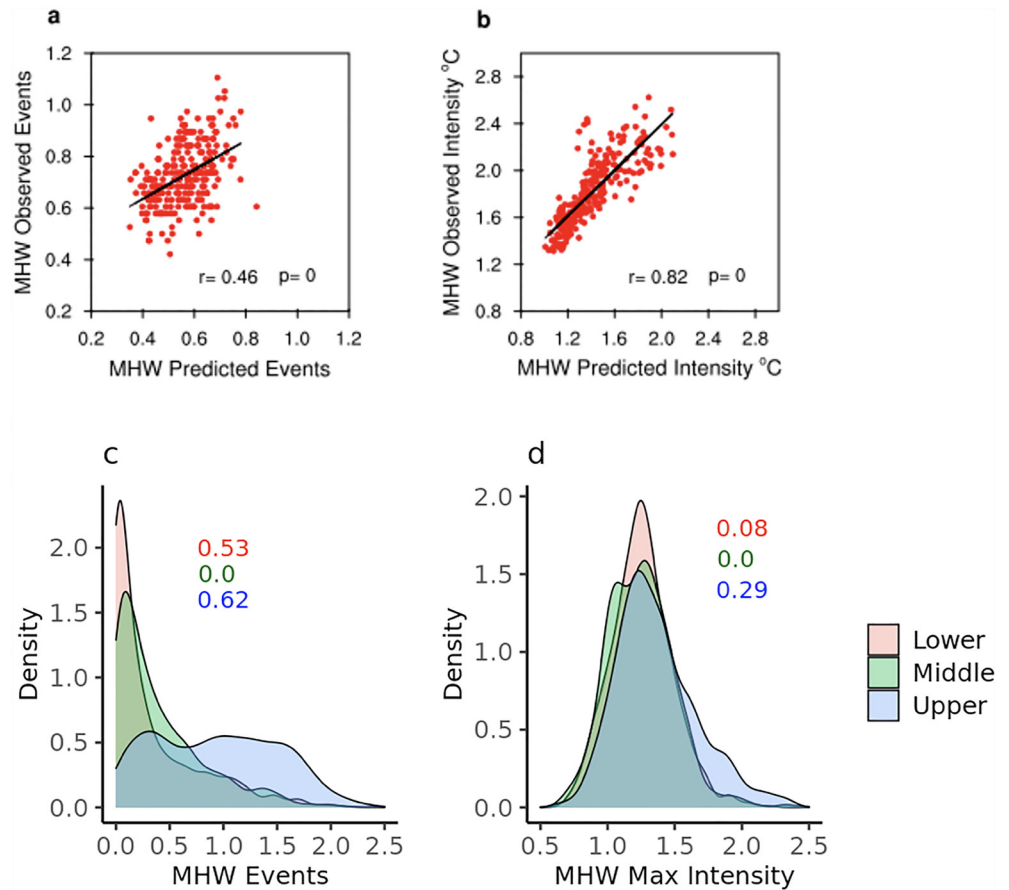 a
1.2
1.0
0.8
0.6
0.4
0.2
MHW Observed Events
r= 0.46 p= 0
0.2 0.4 0.6 0.8 1.0 1.2
MHW Predicted Events
b
2.8
2.4
2.0
1.6
1.2
0.8
MHW Observed Intensity °C
r= 0.82 p= 0
0.8 1.2 1.6 2.0 2.4 2.8
MHW Predicted Intensity °C
c
2.0
1.5
1.0
0.5
0.0
Density
0.53
0.0
0.62
0.0 0.5 1.0 1.5 2.0 2.5
MHW Events
d
2.0
1.5
1.0
0.5
0.0
Density
0.08
0.0
0.29
0.5 1.0 1.5 2.0 2.5
MHW Max Intensity
Lower
Middle
Upper